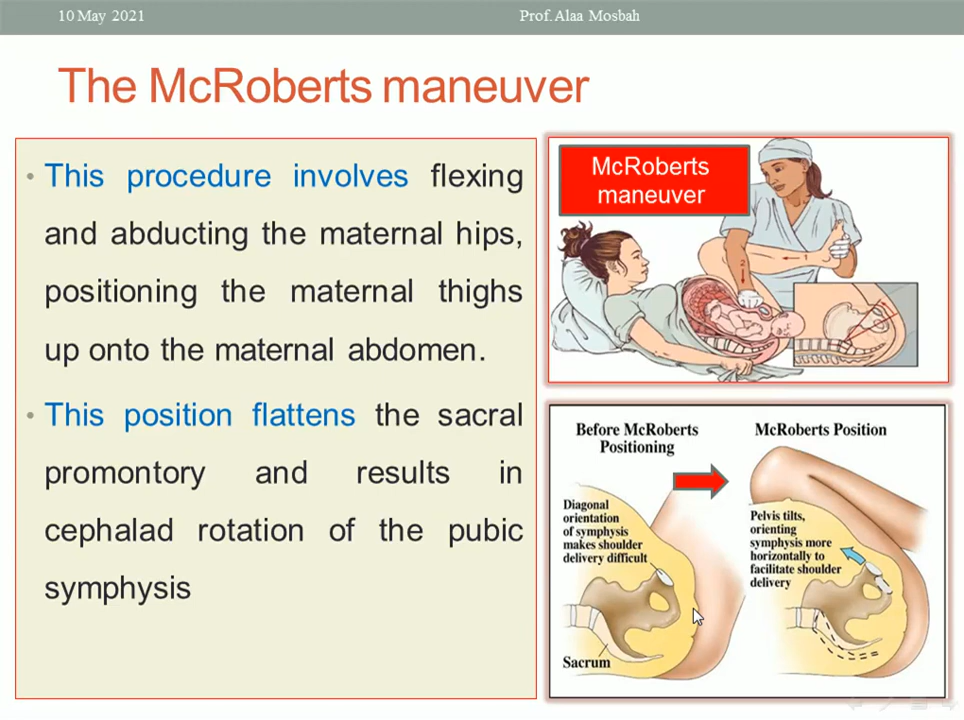 10 May 2021
Prof. Alaa Mosbah
The McRoberts maneuver
• This procedure involves flexing
and abducting the maternal hips,
positioning the maternal thighs
up onto the maternal abdomen.
• This position flattens the sacral
promontory and results in
cephalad rotation of the pubic
symphysis
McRoberts
maneuver
1
2
Before McRoberts
Positioning
Diagonal
orientation
of symphysis
makes shoulder
delivery difficult
Sacrum
McRoberts Position
Pelvis tilts,
orienting
symphysis more
horizontally to
facilitate shoulder
delivery